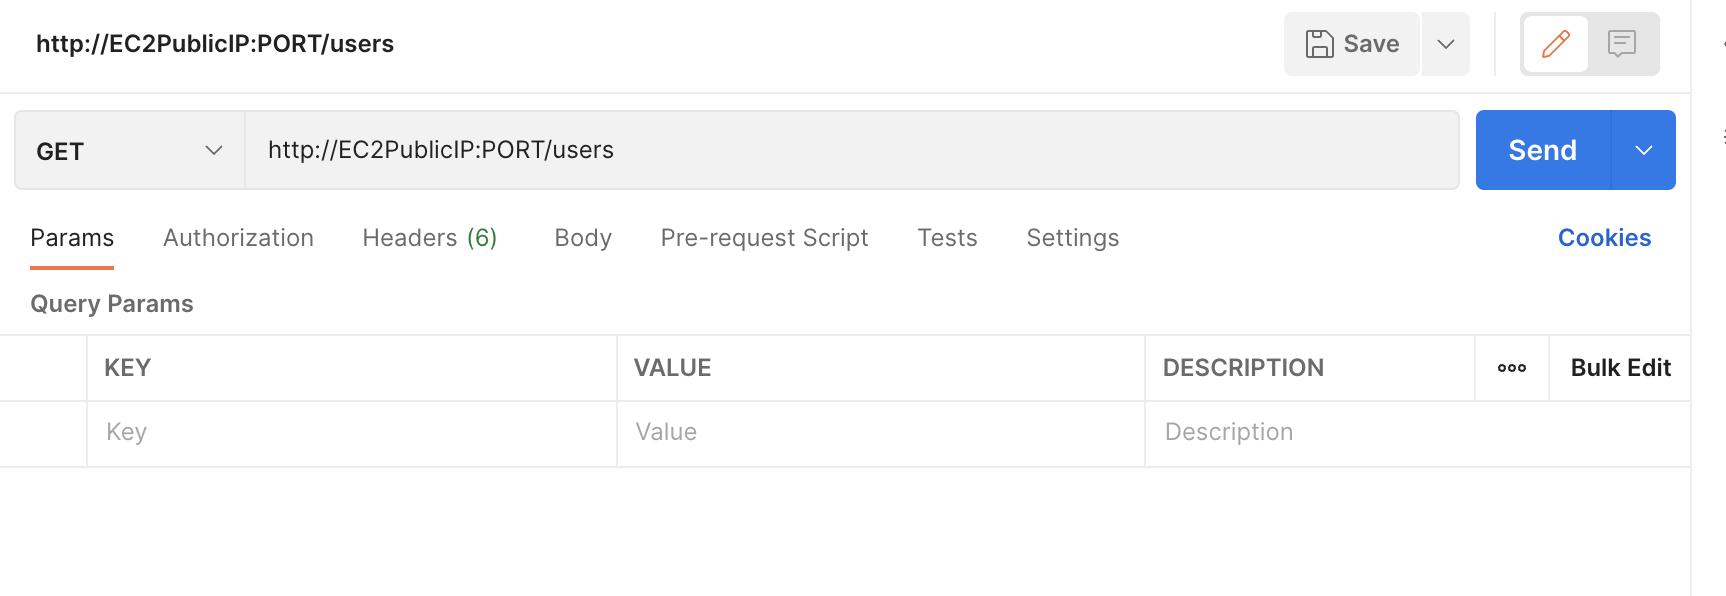 http://EC2PublicIP:PORT/users Save
GET http://EC2PublicIP:PORT/users Send
Params Authorization Headers (6) Body Pre-request Script Tests Settings Cookies
Query Params
KEY VALUE DESCRIPTION ooo Bulk Edit
Key Value Description